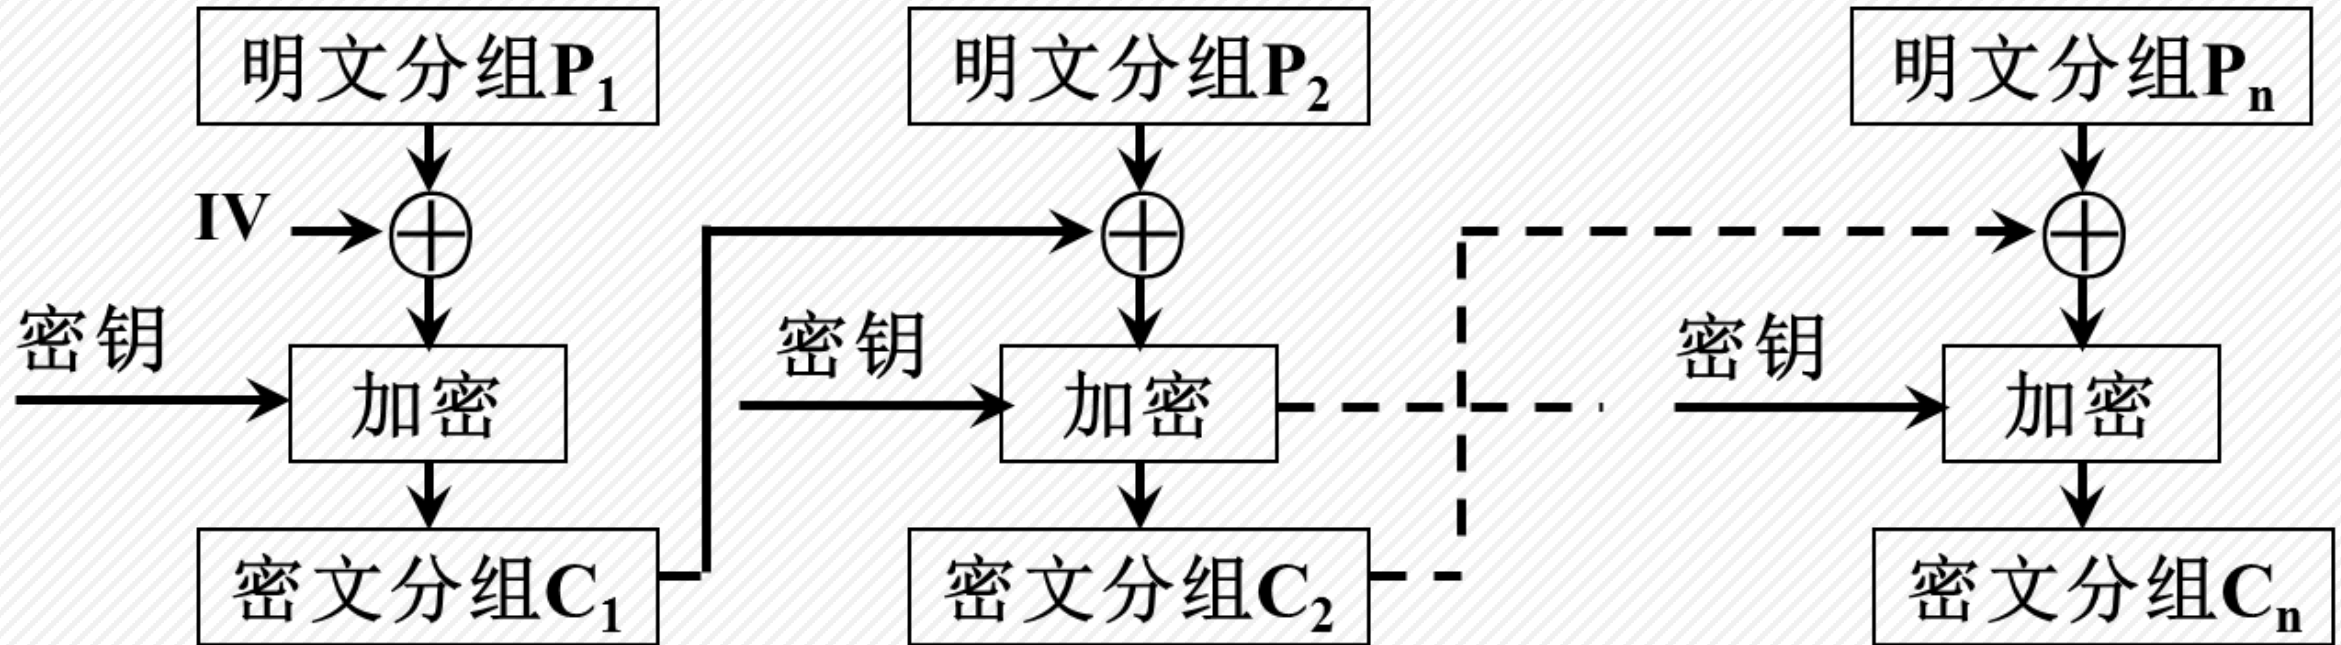 明文分组P₁
明文分组P₂
明文分组Pₙ
IV
密钥
密钥
密钥
加密
加密
加密
密文分组C₁
密文分组C₂
密文分组Cₙ